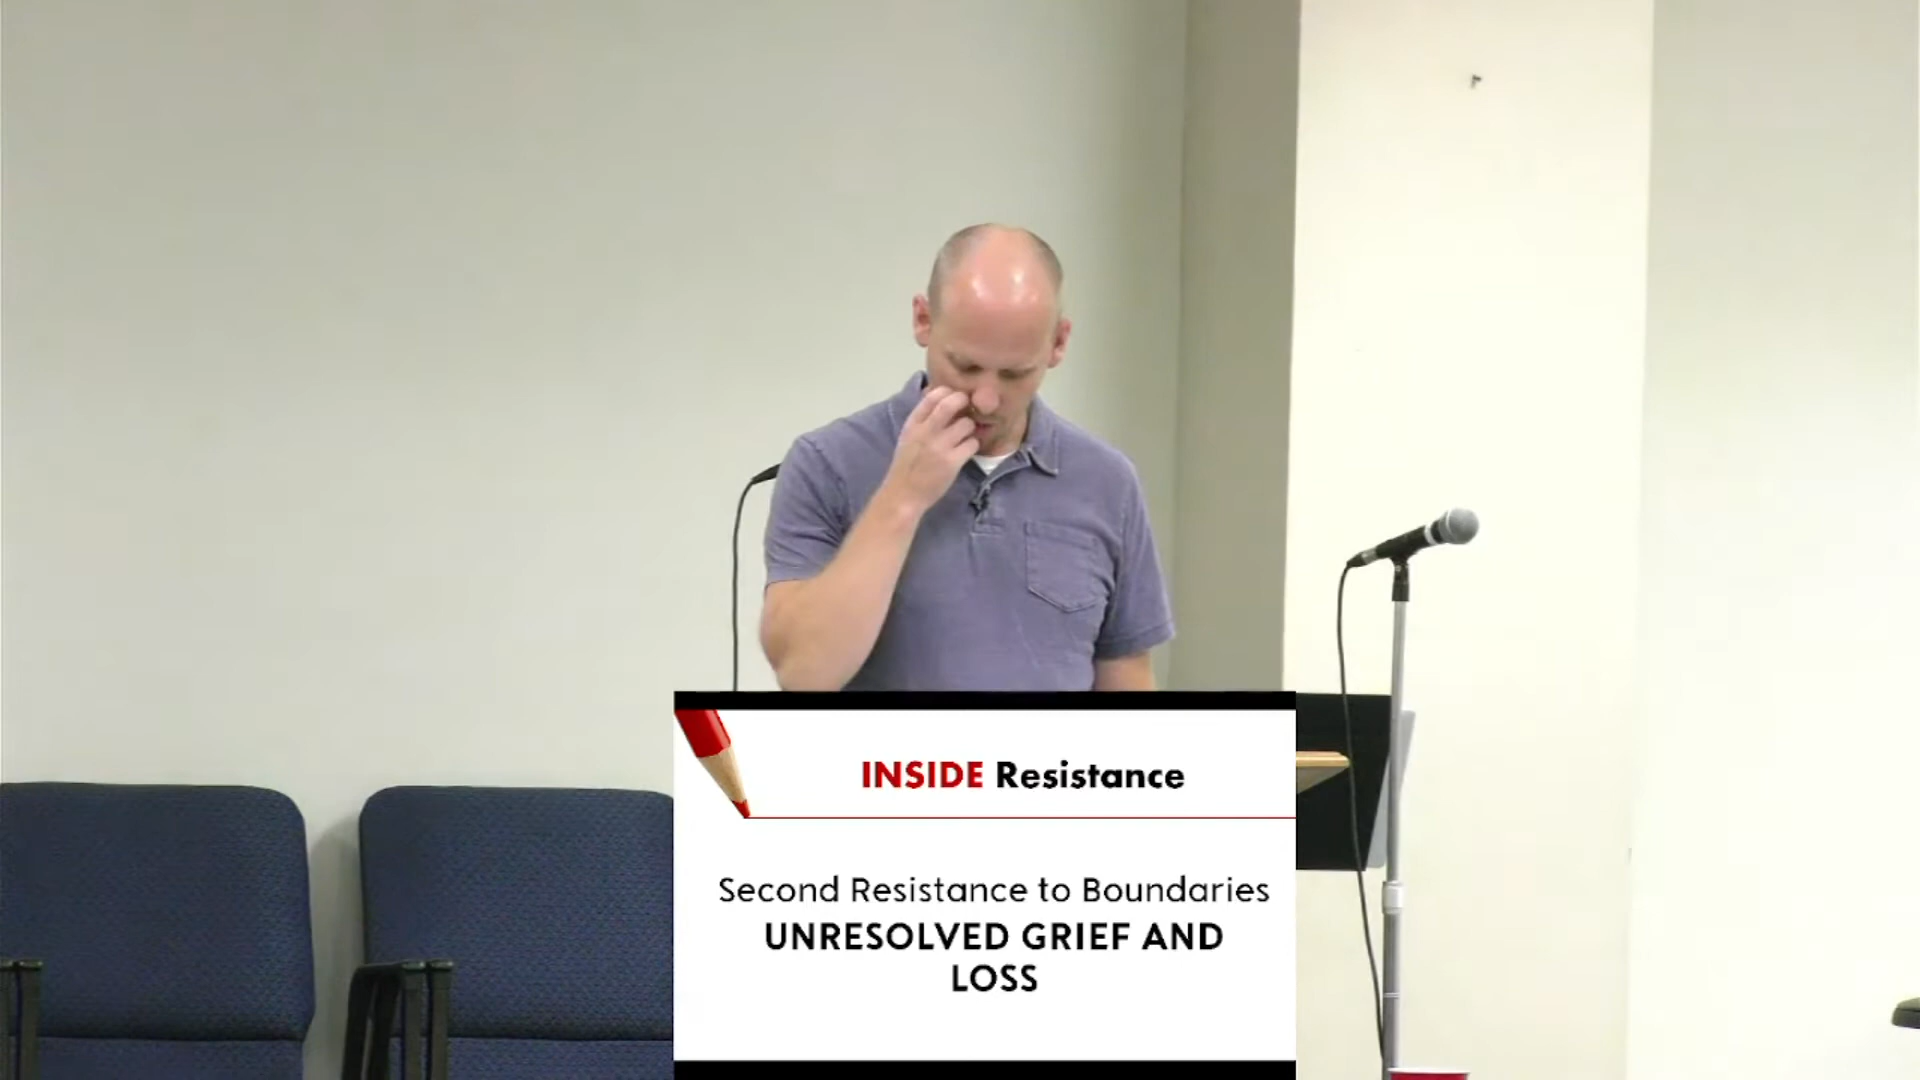 INSIDE Resistance
Second Resistance to Boundaries
UNRESOLVED GRIEF AND
LOSS